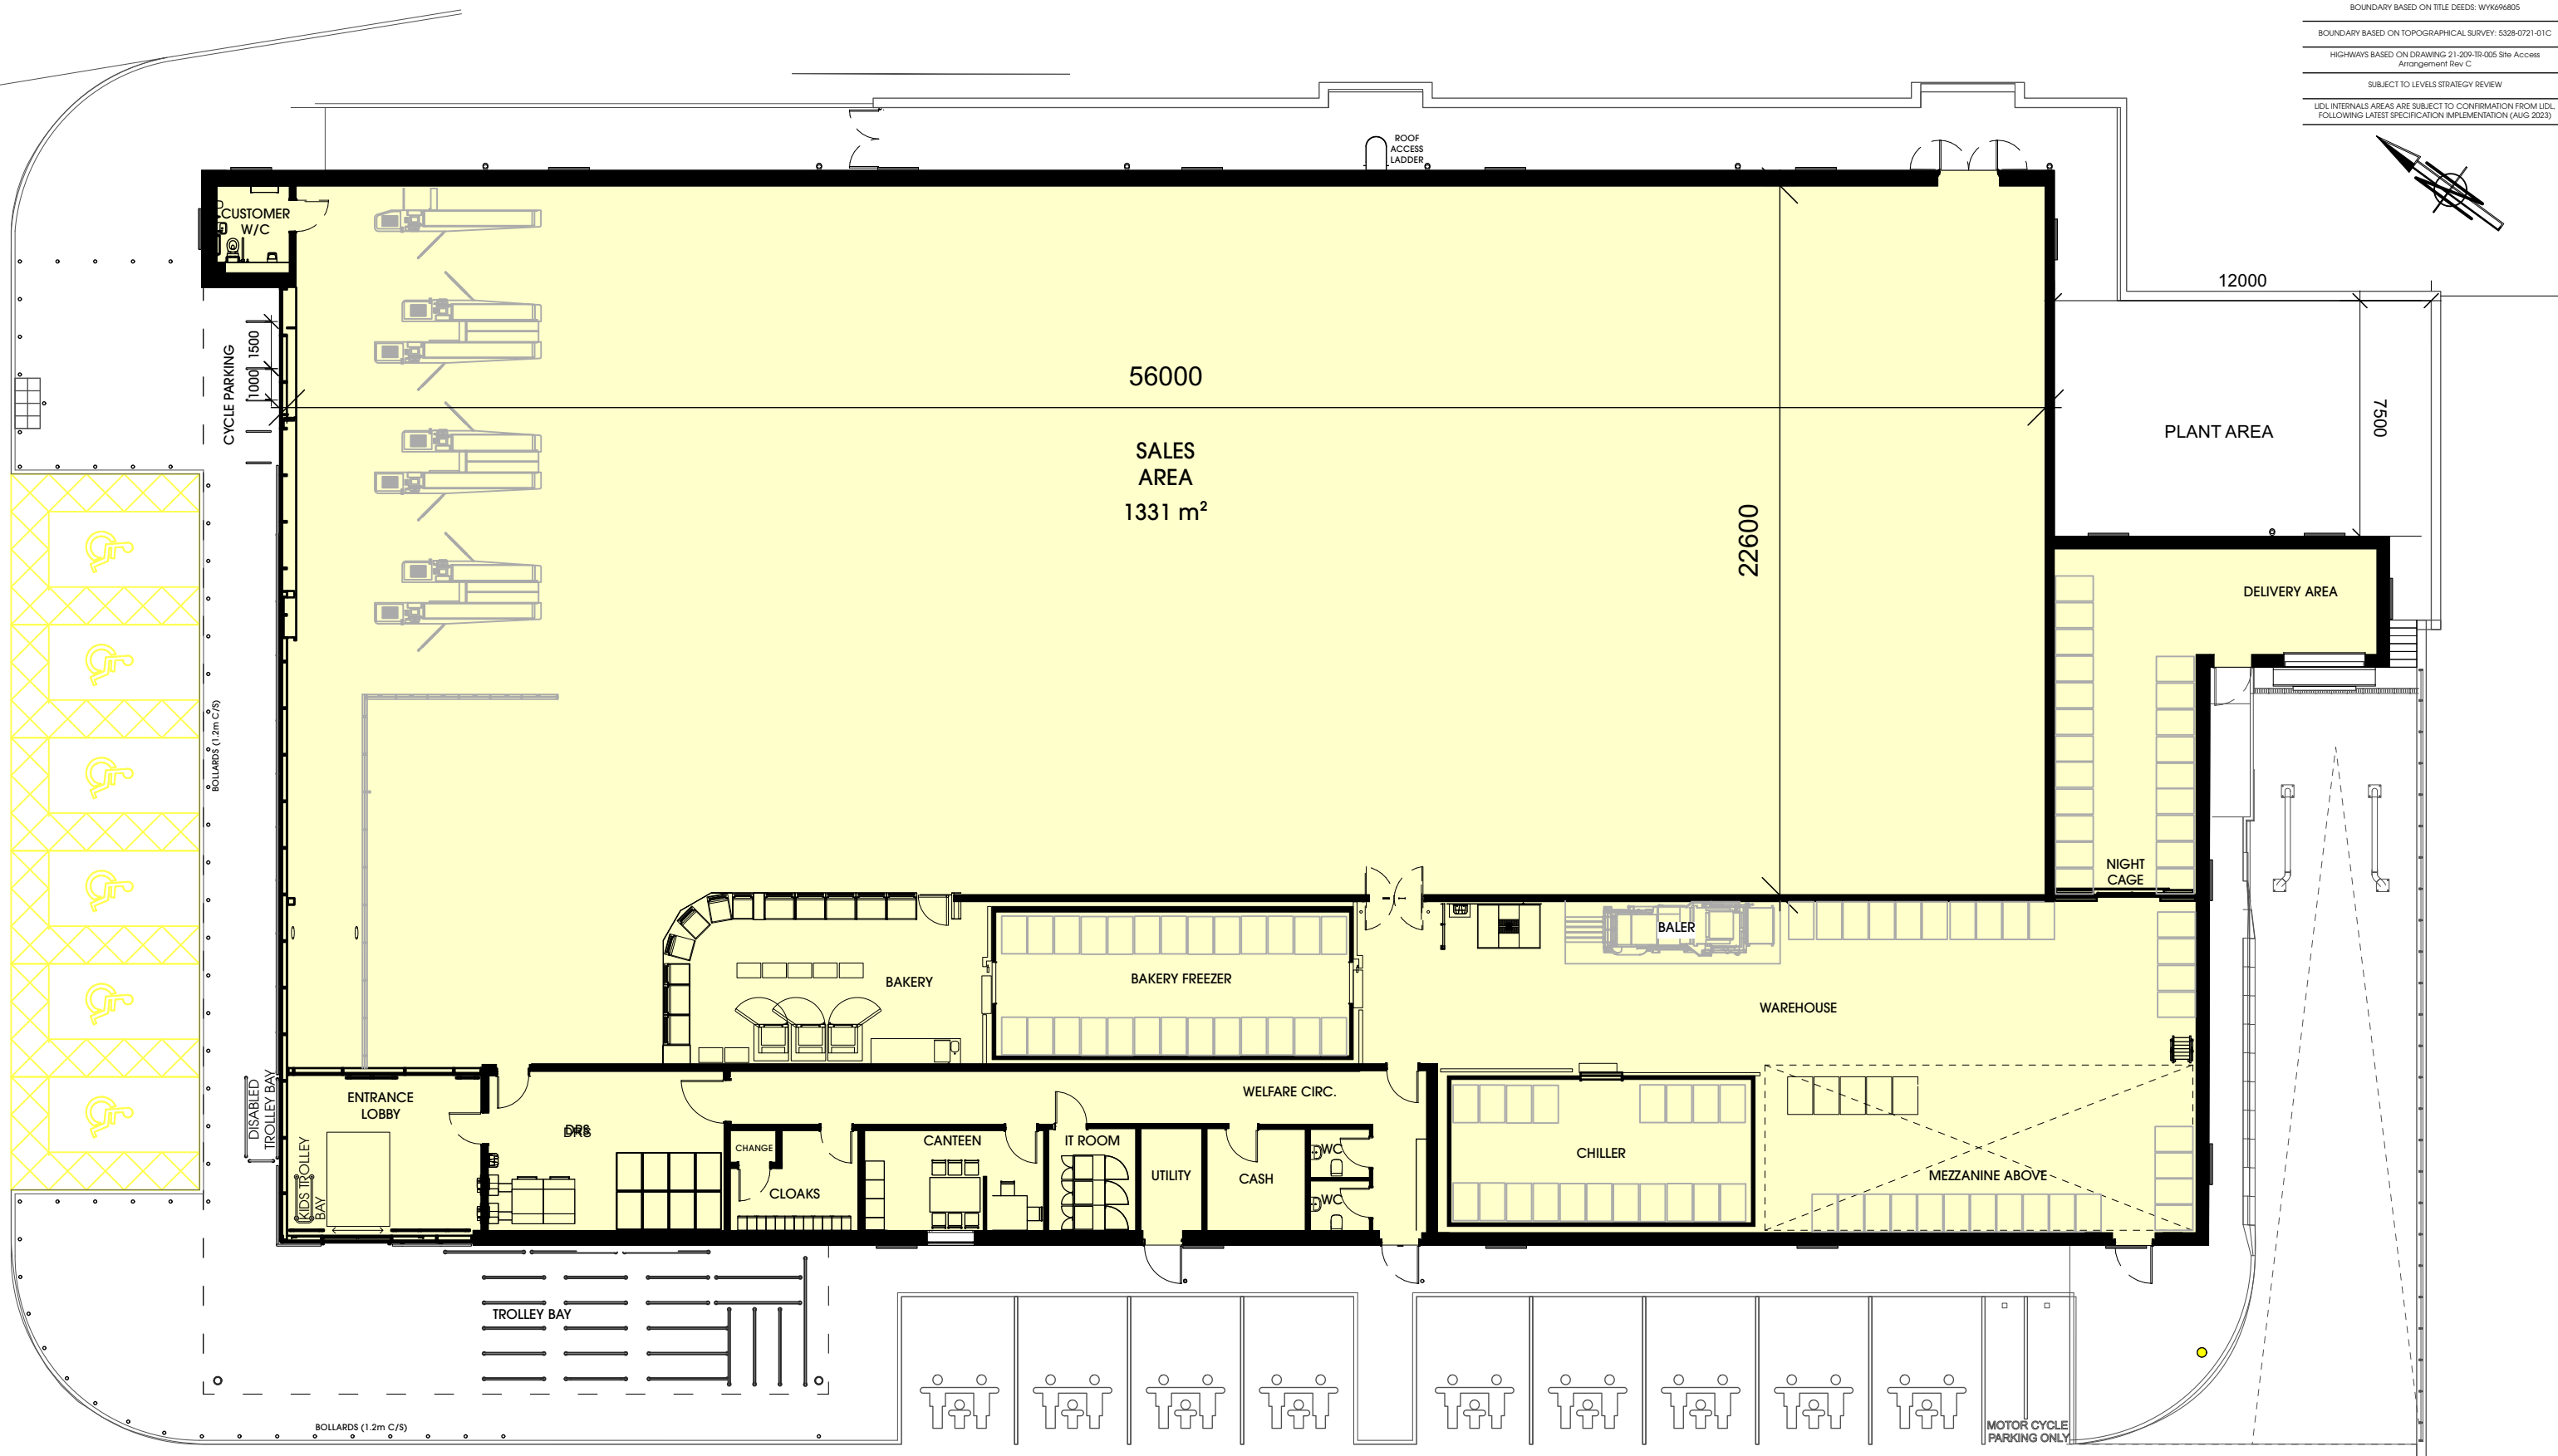 BOUNDARY BASED ON TITLE DEEDS: WYK696805
BOUNDARY BASED ON TOPOGRAPHICAL SURVEY: 5328-0721-01C
HIGHWAYS BASED ON DRAWING 21-209-TR-005 Site Access
Arrangement Rev C
SUBJECT TO LEVELS STRATEGY REVIEW
LIDL INTERNALS AREAS ARE SUBJECT TO CONFIRMATION FROM LIDL,
FOLLOWING LATEST SPECIFICATION IMPLEMENTATION (AUG 2023)
ROOF
ACCESS
LADDER
CUSTOMER
W/C
12000
CYCLE PARKING
1500
1000
56000
SALES
AREA
1331 m²
22600
PLANT AREA
7500
DELIVERY AREA
BOLLARDS (1.2m C/S)
NIGHT
CAGE
BALER
BAKERY
BAKERY FREEZER
WAREHOUSE
DISABLED
TROLLEY BAY
ENTRANCE
LOBBY
KIDS TROLLEY
BAY
WELFARE CIRC.
DRS
CHANGE
CLOAKS
CANTEEN
IT ROOM
UTILITY
CASH
WC
WC
CHILLER
MEZZANINE ABOVE
TROLLEY BAY
BOLLARDS (1.2m C/S)
MOTOR CYCLE
PARKING ONLY